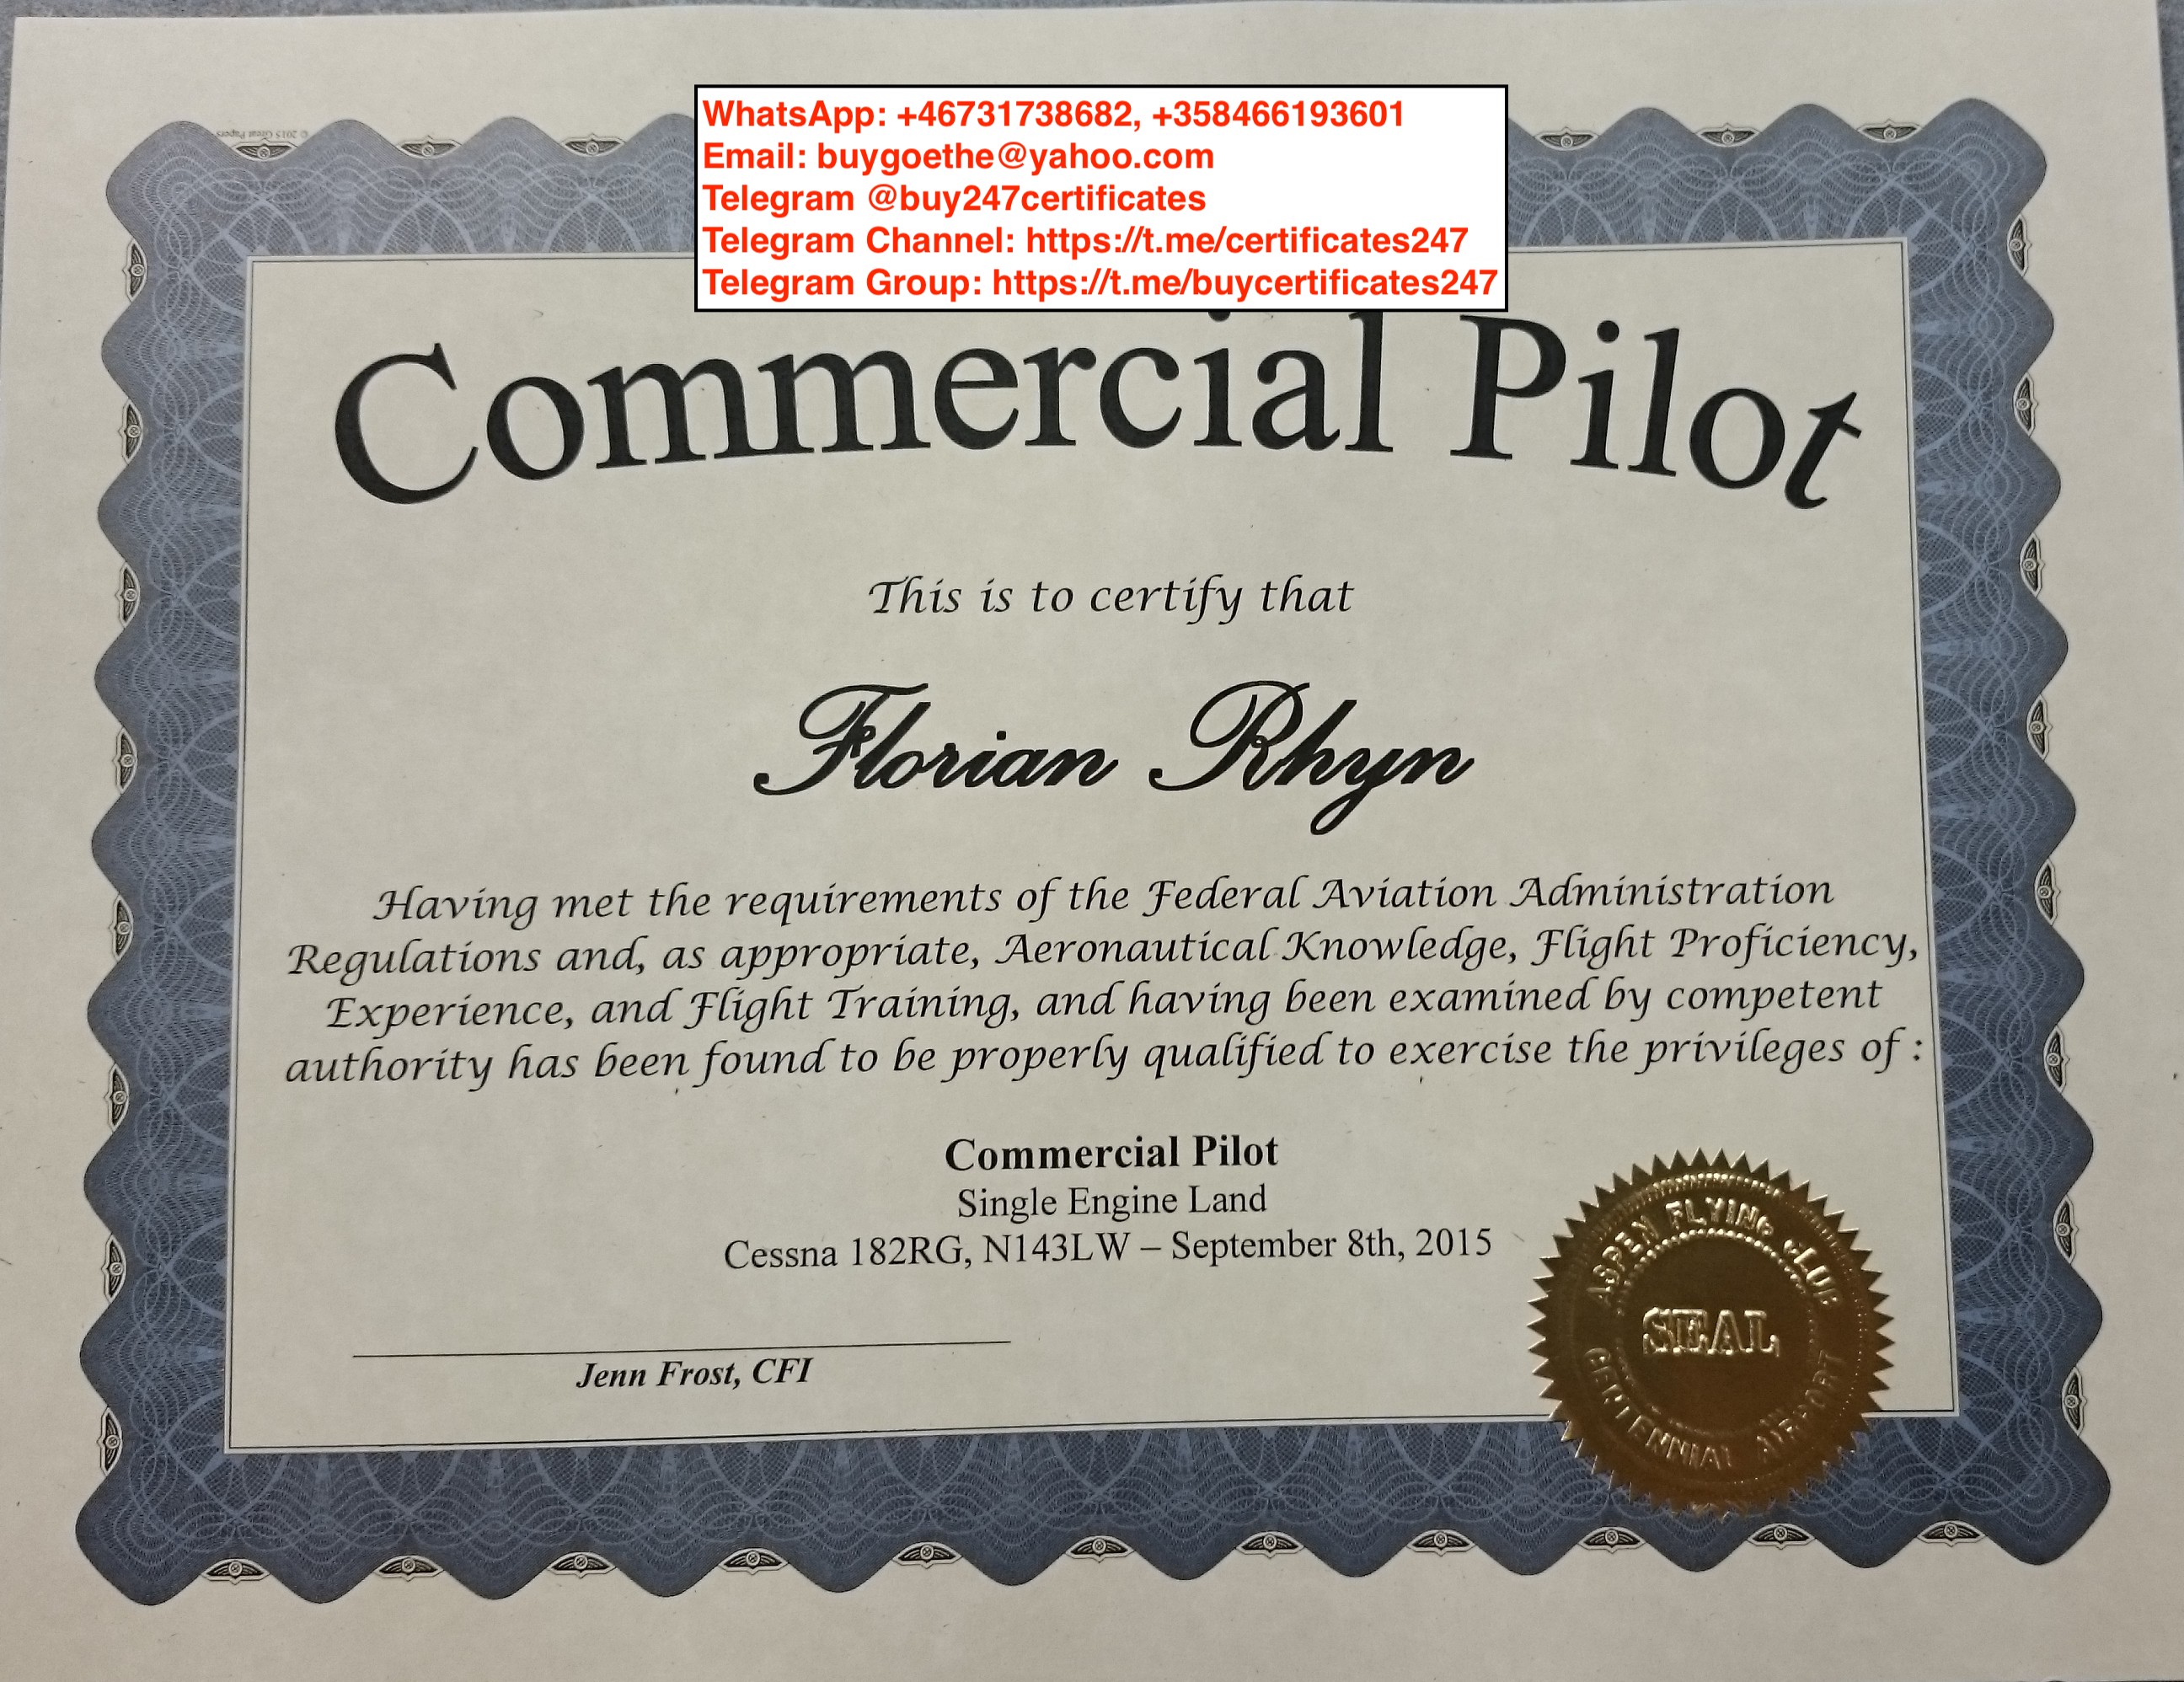 © 2015 Great Papers
WhatsApp: +46731738682, +358466193601
Email: buygoethe@yahoo.com
Telegram @buy247certificates
Telegram Channel: https://t.me/certificates247
Telegram Group: https://t.me/buycertificates247
Commercial Pilot
This is to certify that
Florian Rhyn
Having met the requirements of the Federal Aviation Administration
Regulations and, as appropriate, Aeronautical Knowledge, Flight Proficiency,
Experience, and Flight Training, and having been examined by competent
authority has been found to be properly qualified to exercise the privileges of :
Commercial Pilot
Single Engine Land
Cessna 182RG, N143LW – September 8th, 2015
Jenn Frost, CFI
ASPEN FLYING CLUB
SEAL
CENTENNIAL AIRPORT